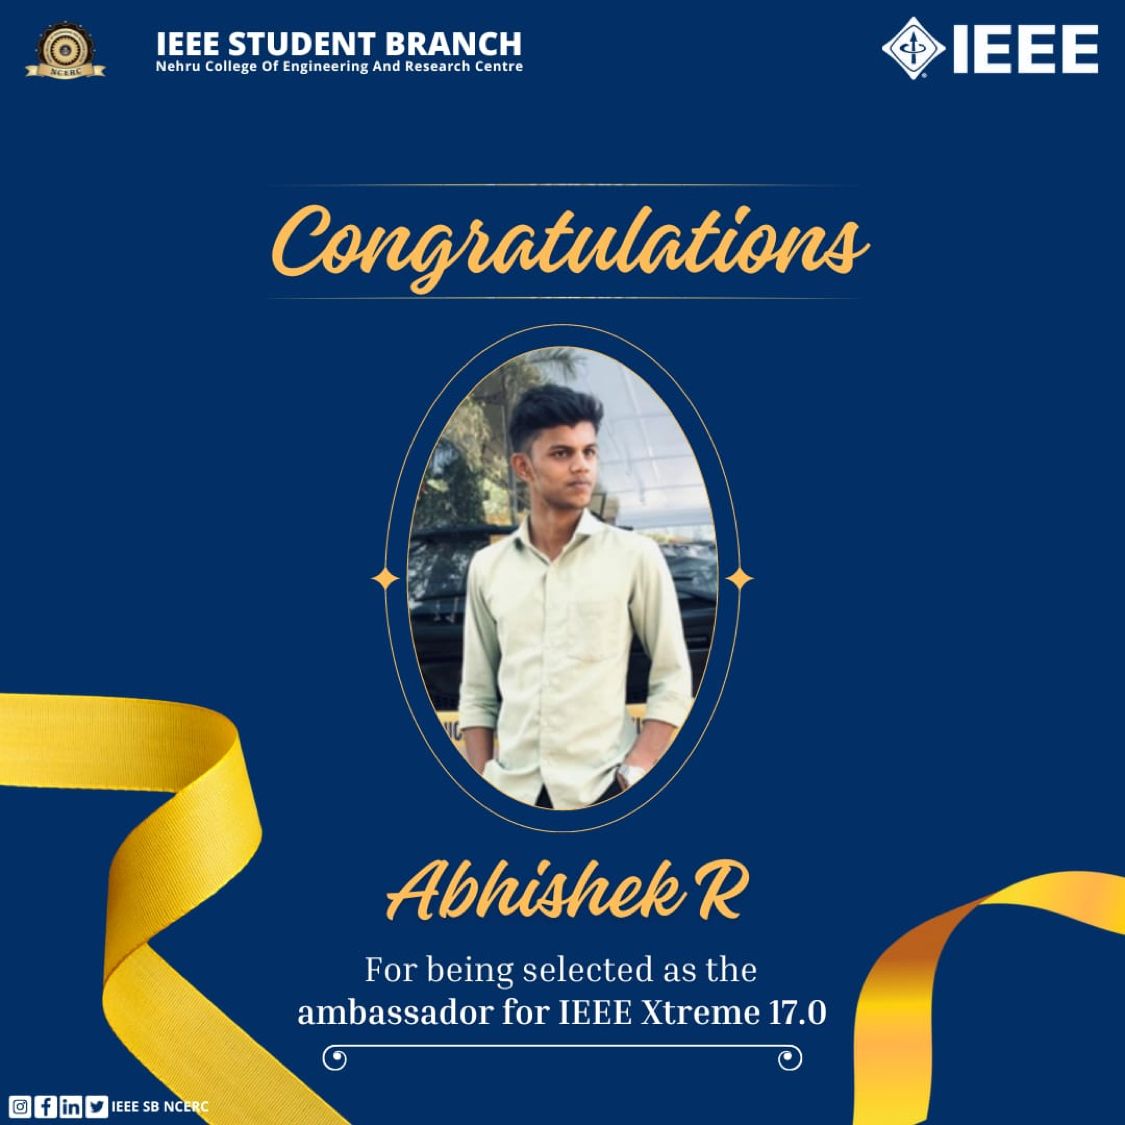 NCERC
IEEE STUDENT BRANCH
Nehru College Of Engineering And Research Centre
IEEE
Congratulations
Abhishek R
For being selected as the
ambassador for IEEE Xtreme 17.0
IEEE SB NCERC